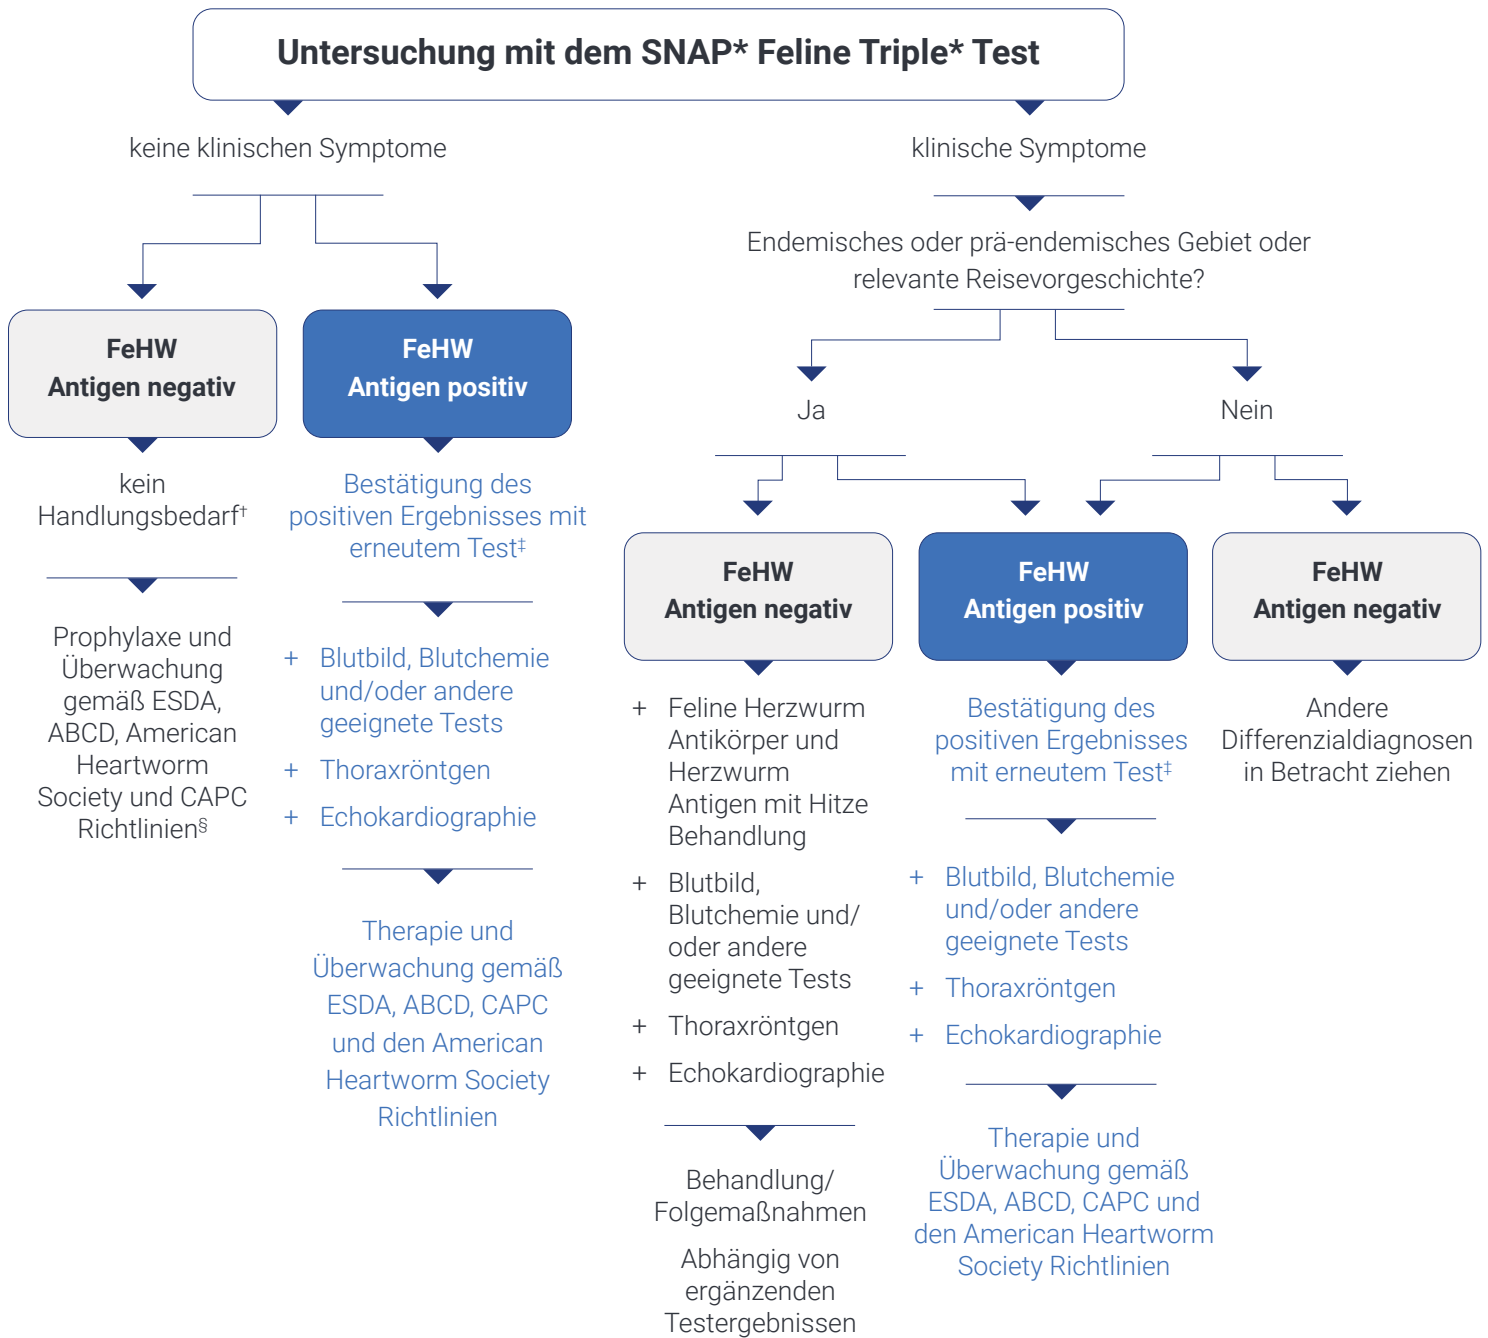 Untersuchung mit dem SNAP* Feline Triple* Test
keine klinischen Symptome
klinische Symptome
Endemisches oder prä-endemisches Gebiet oder
relevante Reisevorgeschichte?
Ja
Nein
FeHW
Antigen negativ
kein
Handlungsbedarf†
Prophylaxe und
Überwachung
gemäß ESDA,
ABCD, American
Heartworm
Society und CAPC
Richtlinien§
FeHW
Antigen positiv
Bestätigung des
positiven Ergebnisses mit
erneutem Test‡
+ Blutbild, Blutchemie
und/oder andere
geeignete Tests
+ Thoraxröntgen
+ Echokardiographie
Therapie und
Überwachung gemäß
ESDA, ABCD, CAPC
und den American
Heartworm Society
Richtlinien
FeHW
Antigen negativ
+ Feline Herzwurm
Antikörper und
Herzwurm
Antigen mit Hitze
Behandlung
+ Blutbild,
Blutchemie und/
oder andere
geeignete Tests
+ Thoraxröntgen
+ Echokardiographie
Behandlung/
Folgemaßnahmen
Abhängig von
ergänzenden
Testergebnissen
FeHW
Antigen positiv
Bestätigung des
positiven Ergebnisses
mit erneutem Test‡
+ Blutbild, Blutchemie
und/oder andere
geeignete Tests
+ Thoraxröntgen
+ Echokardiographie
Therapie und
Überwachung gemäß
ESDA, ABCD, CAPC und
den American Heartworm
Society Richtlinien
FeHW
Antigen negativ
Andere
Differenzialdiagnosen
in Betracht ziehen